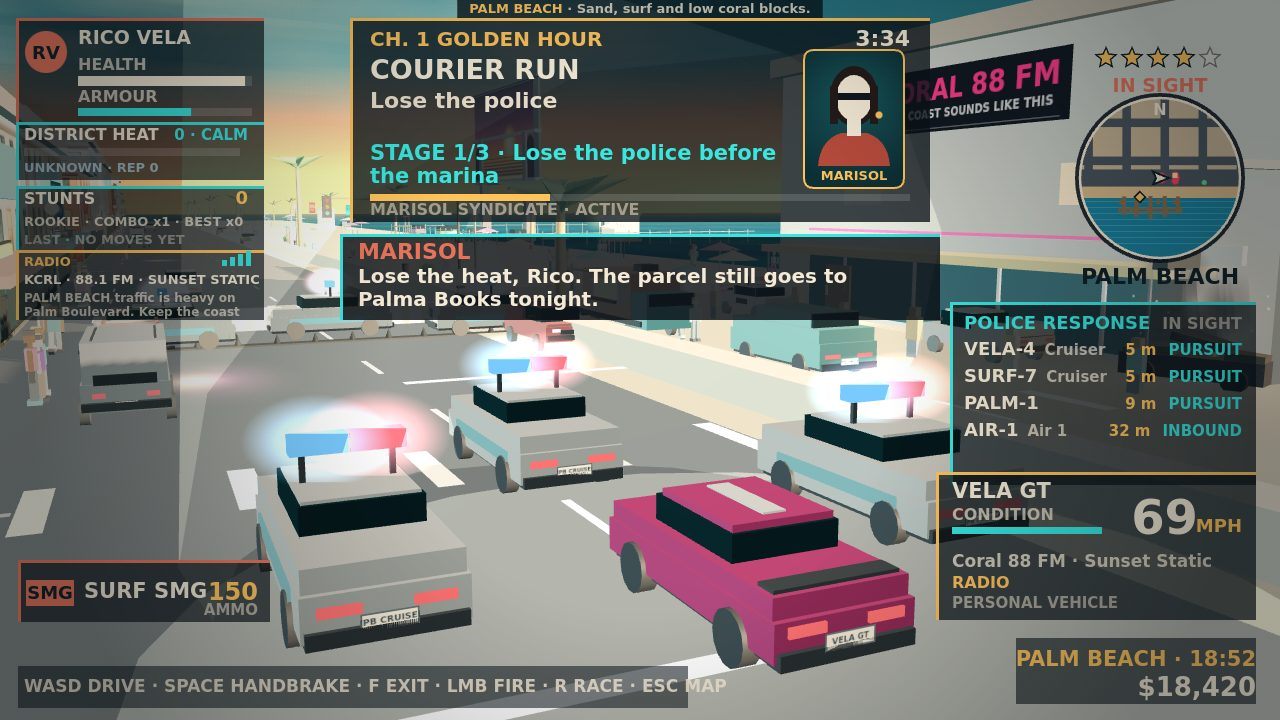 PALM BEACH · Sand, surf and low coral blocks.
RV
RICO VELA
HEALTH
ARMOUR
DISTRICT HEAT 0 · CALM
UNKNOWN · REP 0
STUNTS 0
ROOKIE · COMBO x1 · BEST x0
LAST · NO MOVES YET
RADIO
KCRL · 88.1 FM · SUNSET STATIC
PALM BEACH traffic is heavy on
Palm Boulevard. Keep the coast
CH. 1 GOLDEN HOUR
3:34
COURIER RUN
Lose the police
STAGE 1/3 · Lose the police before
the marina
MARISOL
MARISOL SYNDICATE · ACTIVE
MARISOL
Lose the heat, Rico. The parcel still goes to
Palma Books tonight.
ORAL 88 FM
COAST SOUNDS LIKE THIS
IN SIGHT
N
PALM BEACH
POLICE RESPONSE IN SIGHT
VELA-4 Cruiser 5 m PURSUIT
SURF-7 Cruiser 5 m PURSUIT
PALM-1 9 m PURSUIT
AIR-1 Air 1 32 m INBOUND
VELA GT
CONDITION
69 MPH
Coral 88 FM · Sunset Static
RADIO
PERSONAL VEHICLE
PB CRUISE
PB CRUISE
VELA GT
SMG SURF SMG 150
AMMO
WASD DRIVE · SPACE HANDBRAKE · F EXIT · LMB FIRE · R RACE · ESC MAP
PALM BEACH · 18:52
$18,420